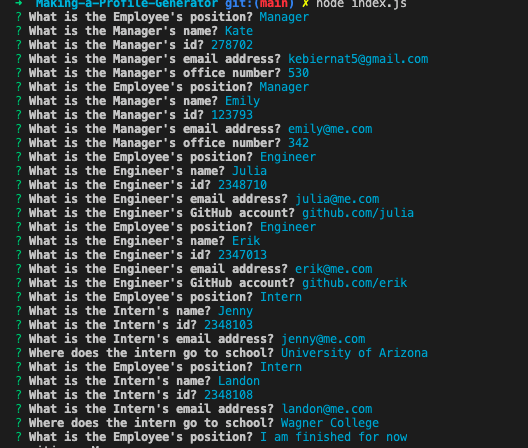 → Making-a-Profile-Generator git:(main) ✗ node index.js
? What is the Employee's position? Manager
? What is the Manager's name? Kate
? What is the Manager's id? 278702
? What is the Manager's email address? kebiernat5@gmail.com
? What is the Manager's office number? 530
? What is the Employee's position? Manager
? What is the Manager's name? Emily
? What is the Manager's id? 123793
? What is the Manager's email address? emily@me.com
? What is the Manager's office number? 342
? What is the Employee's position? Engineer
? What is the Engineer's name? Julia
? What is the Engineer's id? 2348710
? What is the Engineer's email address? julia@me.com
? What is the Engineer's GitHub account? github.com/julia
? What is the Employee's position? Engineer
? What is the Engineer's name? Erik
? What is the Engineer's id? 2347013
? What is the Engineer's email address? erik@me.com
? What is the Engineer's GitHub account? github.com/erik
? What is the Employee's position? Intern
? What is the Intern's name? Jenny
? What is the Intern's id? 2348103
? What is the Intern's email address? jenny@me.com
? Where does the intern go to school? University of Arizona
? What is the Employee's position? Intern
? What is the Intern's name? Landon
? What is the Intern's id? 2348108
? What is the Intern's email address? landon@me.com
? Where does the intern go to school? Wagner College
? What is the Employee's position? I am finished for now